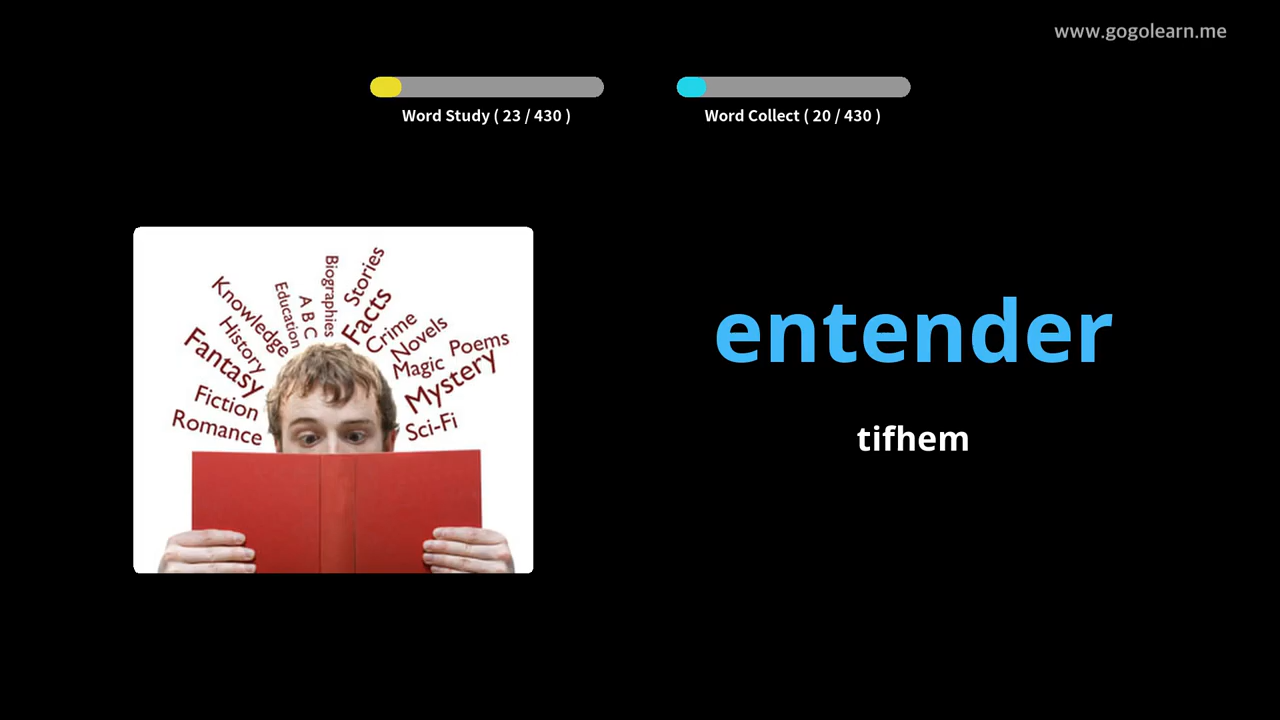 www.gogolearn.me
Word Study ( 23 / 430 )
Word Collect ( 20 / 430 )
Biographies
Stories
Education
A B C
Facts
Knowledge
Crime
History
Novels
Fantasy
Magic
Poems
Mystery
Fiction
Romance
Sci-Fi
entender
tifhem